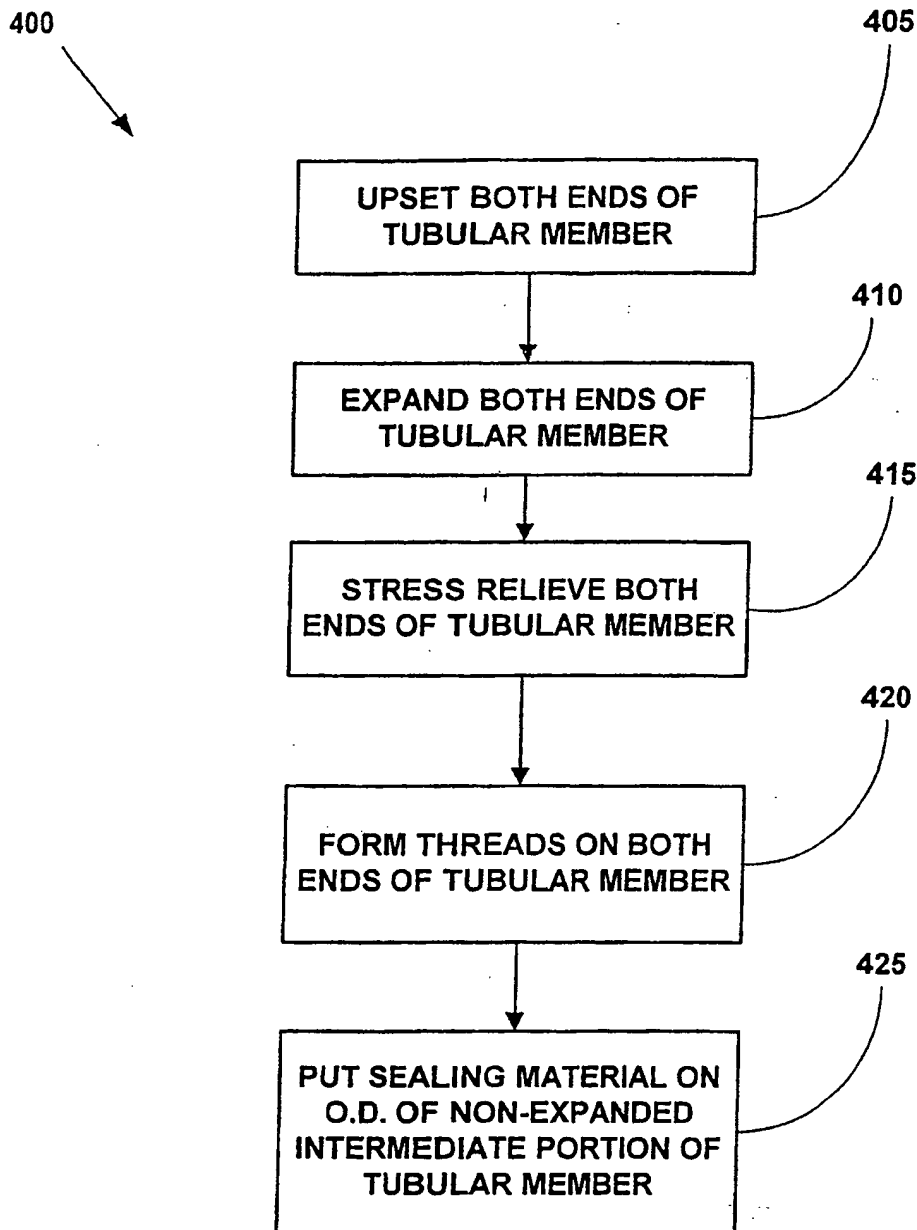 400
405
UPSET BOTH ENDS OF
TUBULAR MEMBER
410
EXPAND BOTH ENDS OF
TUBULAR MEMBER
415
STRESS RELIEVE BOTH
ENDS OF TUBULAR MEMBER
420
FORM THREADS ON BOTH
ENDS OF TUBULAR MEMBER
425
PUT SEALING MATERIAL ON
O.D. OF NON-EXPANDED
INTERMEDIATE PORTION OF
TUBULAR MEMBER